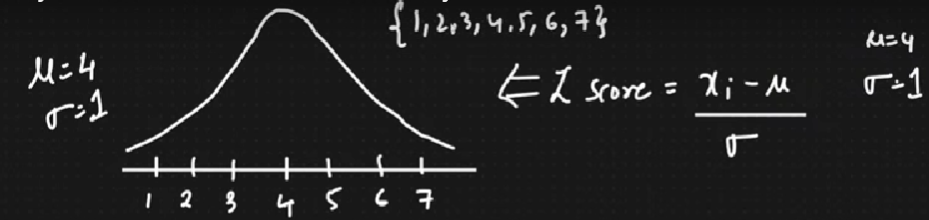 {1,2,3,4,5,6,7}
μ=4
σ=1
⇐ Z score = xi - μ / σ
μ=4
σ=1
1 2 3 4 5 6 7